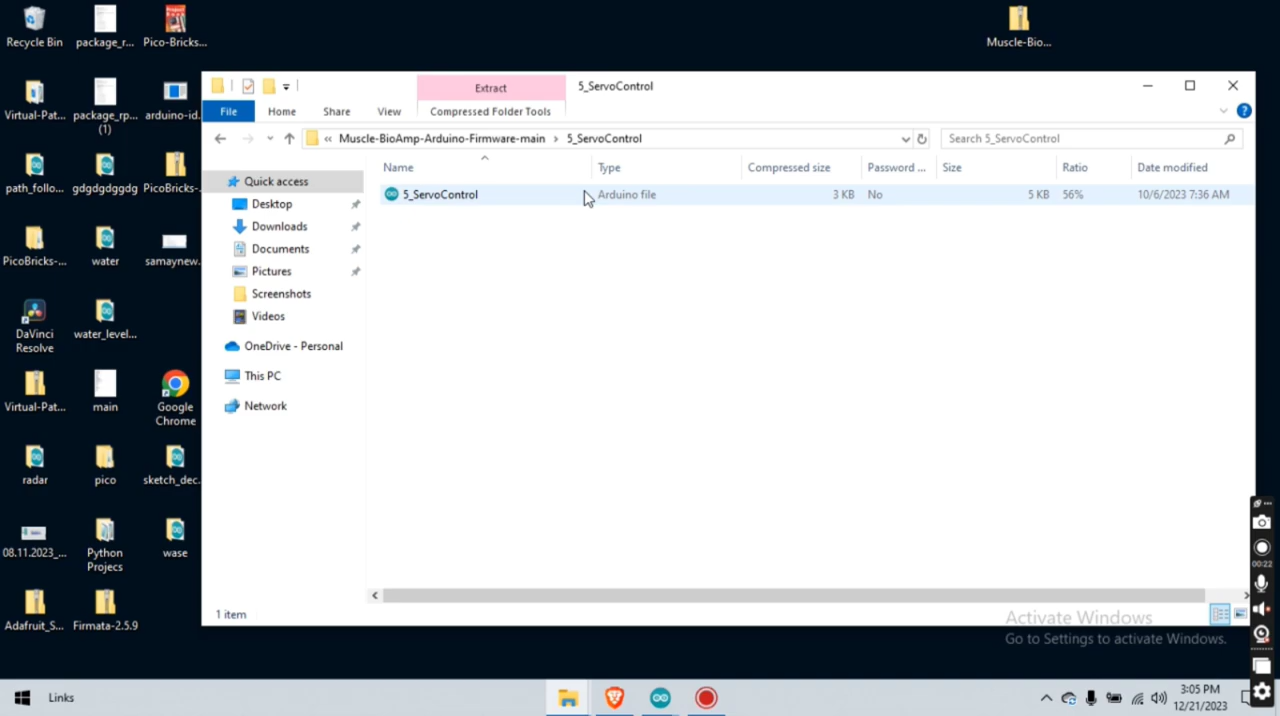 Recycle Bin
package_r...
Pico-Bricks...
Muscle-Bio...
Virtual-Pat...
package_rp...
(1)
arduino-id...
path_follo...
gdgdgdgdg
PicoBricks-...
PicoBricks-...
water
samaynew...
DaVinci
Resolve
water_level...
Virtual-Pat...
main
Google
Chrome
radar
pico
sketch_dec...
08.11.2023_...
Python
Projecs
wase
Adafruit_S...
Firmata-2.5.9
Extract
5_ServoControl
File
Home
Share
View
Compressed Folder Tools
« Muscle-BioAmp-Arduino-Firmware-main > 5_ServoControl
Search 5_ServoControl
Name
Type
Compressed size
Password ...
Size
Ratio
Date modified
5_ServoControl
Arduino file
3 KB
No
5 KB
56%
10/6/2023 7:36 AM
Quick access
Desktop
Downloads
Documents
Pictures
Screenshots
Videos
OneDrive - Personal
This PC
Network
1 item
Activate Windows
Go to Settings to activate Windows.
00:22
Links
3:05 PM
12/21/2023